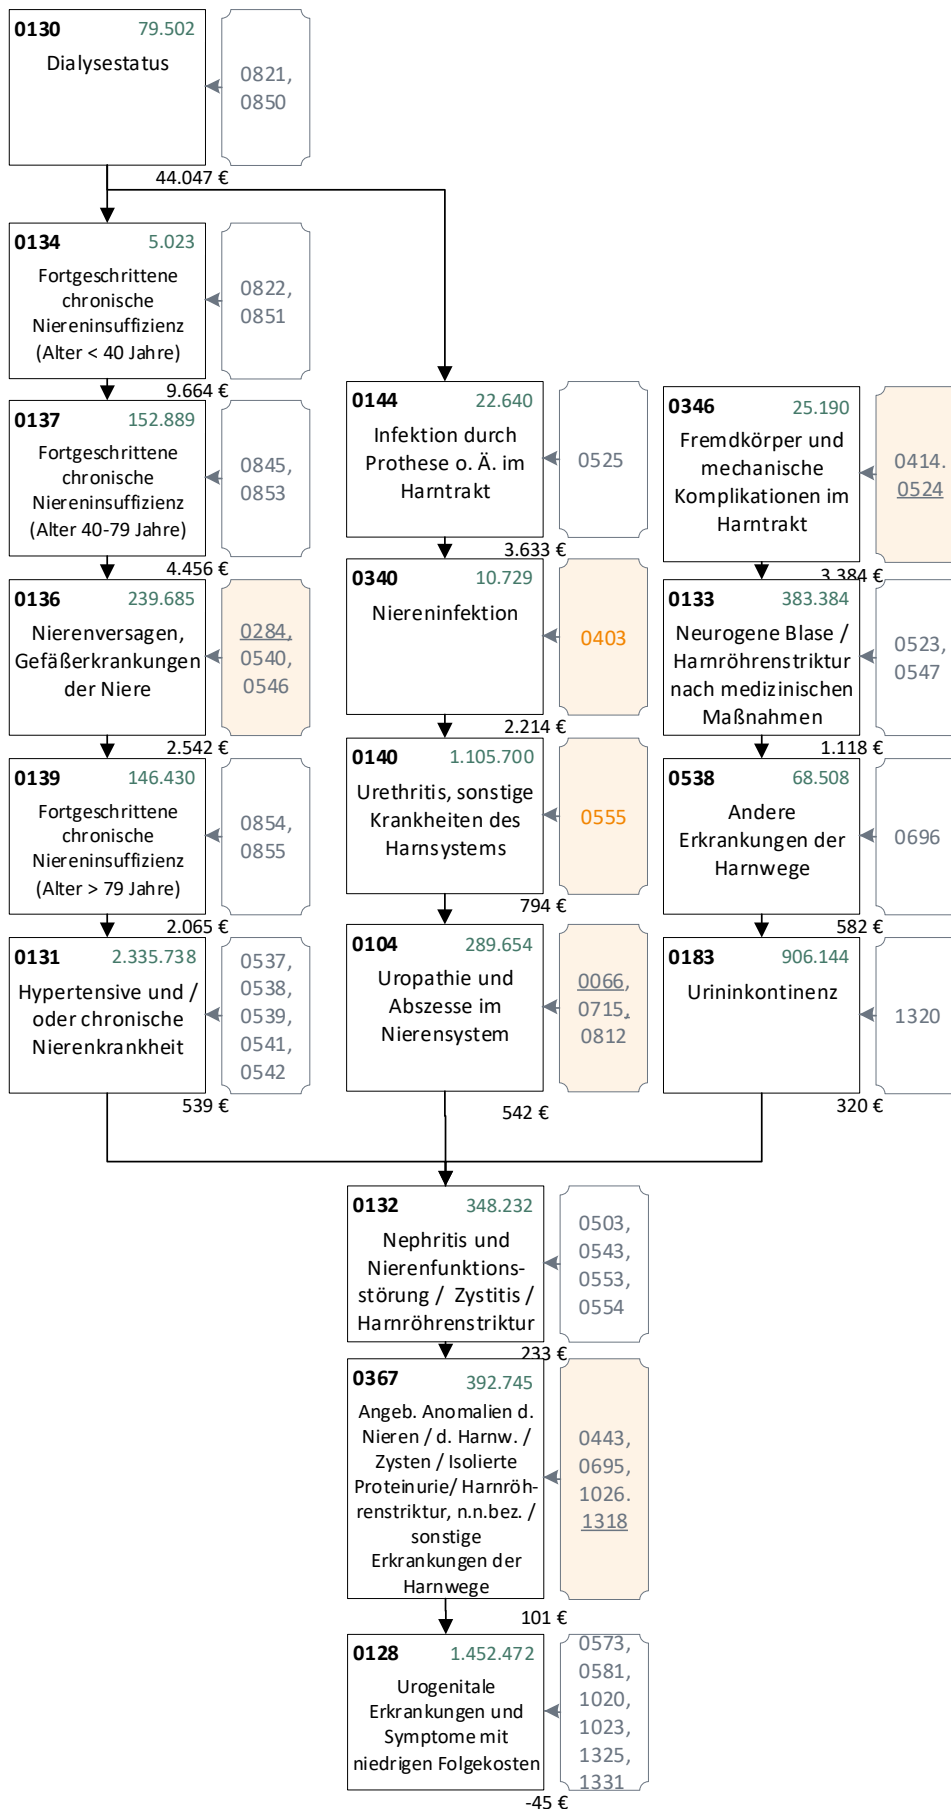 0130 79.502
Dialysestatus
0821,
0850
44.047 €
0134 5.023
Fortgeschrittene
chronische
Niereninsuffizienz
(Alter < 40 Jahre)
0822,
0851
9.664 €
0137 152.889
Fortgeschrittene
chronische
Niereninsuffizienz
(Alter 40-79 Jahre)
0845,
0853
4.456 €
0136 239.685
Nierenversagen,
Gefäßerkrankungen
der Niere
0284,
0540,
0546
2.542 €
0139 146.430
Fortgeschrittene
chronische
Niereninsuffizienz
(Alter > 79 Jahre)
0854,
0855
2.065 €
0131 2.335.738
Hypertensive und /
oder chronische
Nierenkrankheit
0537,
0538,
0539,
0541,
0542
539 €
0144 22.640
Infektion durch
Prothese o. Ä. im
Harntrakt
0525
3.633 €
0340 10.729
Niereninfektion
0403
2.214 €
0140 1.105.700
Urethritis, sonstige
Krankheiten des
Harnsystems
0555
794 €
0104 289.654
Uropathie und
Abszesse im
Nierensystem
0066,
0715,
0812
542 €
0346 25.190
Fremdkörper und
mechanische
Komplikationen im
Harntrakt
0414.
0524
3.384 €
0133 383.384
Neurogene Blase /
Harnröhrenstriktur
nach medizinischen
Maßnahmen
0523,
0547
1.118 €
0538 68.508
Andere
Erkrankungen der
Harnwege
0696
582 €
0183 906.144
Urininkontinenz
1320
320 €
0132 348.232
Nephritis und
Nierenfunktions-
störung / Zystitis /
Harnröhrenstriktur
0503,
0543,
0553,
0554
233 €
0367 392.745
Angeb. Anomalien d.
Nieren / d. Harnw. /
Zysten / Isolierte
Proteinurie/ Harnröh-
renstriktur, n.n.bez. /
sonstige
Erkrankungen der
Harnwege
0443,
0695,
1026.
1318
101 €
0128 1.452.472
Urogenitale
Erkrankungen und
Symptome mit
niedrigen Folgekosten
0573,
0581,
1020,
1023,
1325,
1331
-45 €